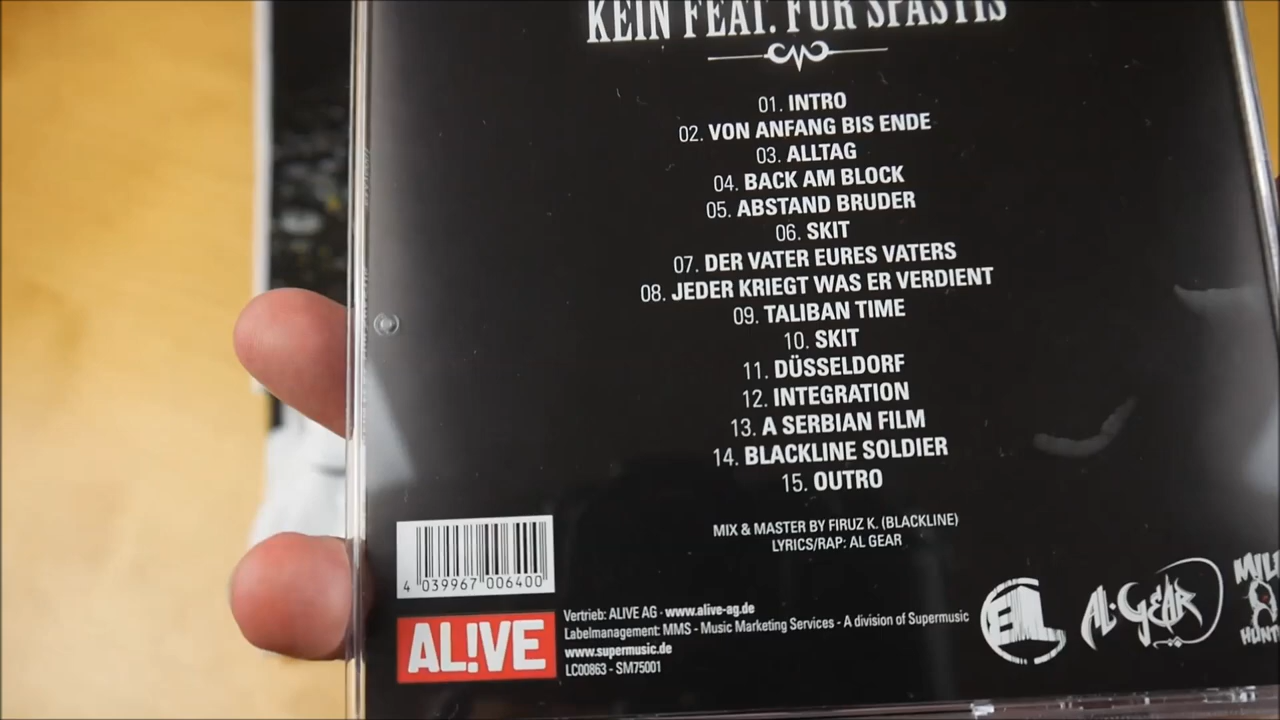 KEIN FEAT. FÜR SPASTIS
01. INTRO
02. VON ANFANG BIS ENDE
03. ALLTAG
04. BACK AM BLOCK
05. ABSTAND BRUDER
06. SKIT
07. DER VATER EURES VATERS
08. JEDER KRIEGT WAS ER VERDIENT
09. TALIBAN TIME
10. SKIT
11. DÜSSELDORF
12. INTEGRATION
13. A SERBIAN FILM
14. BLACKLINE SOLDIER
15. OUTRO
MIX & MASTER BY FIRUZ K. (BLACKLINE)
LYRICS/RAP: AL GEAR
4 039967 006400
AL!VE
Vertrieb: ALIVE AG - www.alive-ag.de
Labelmanagement: MMS - Music Marketing Services - A division of Supermusic
www.supermusic.de
LC00863 - SM75001
AL-GEAR